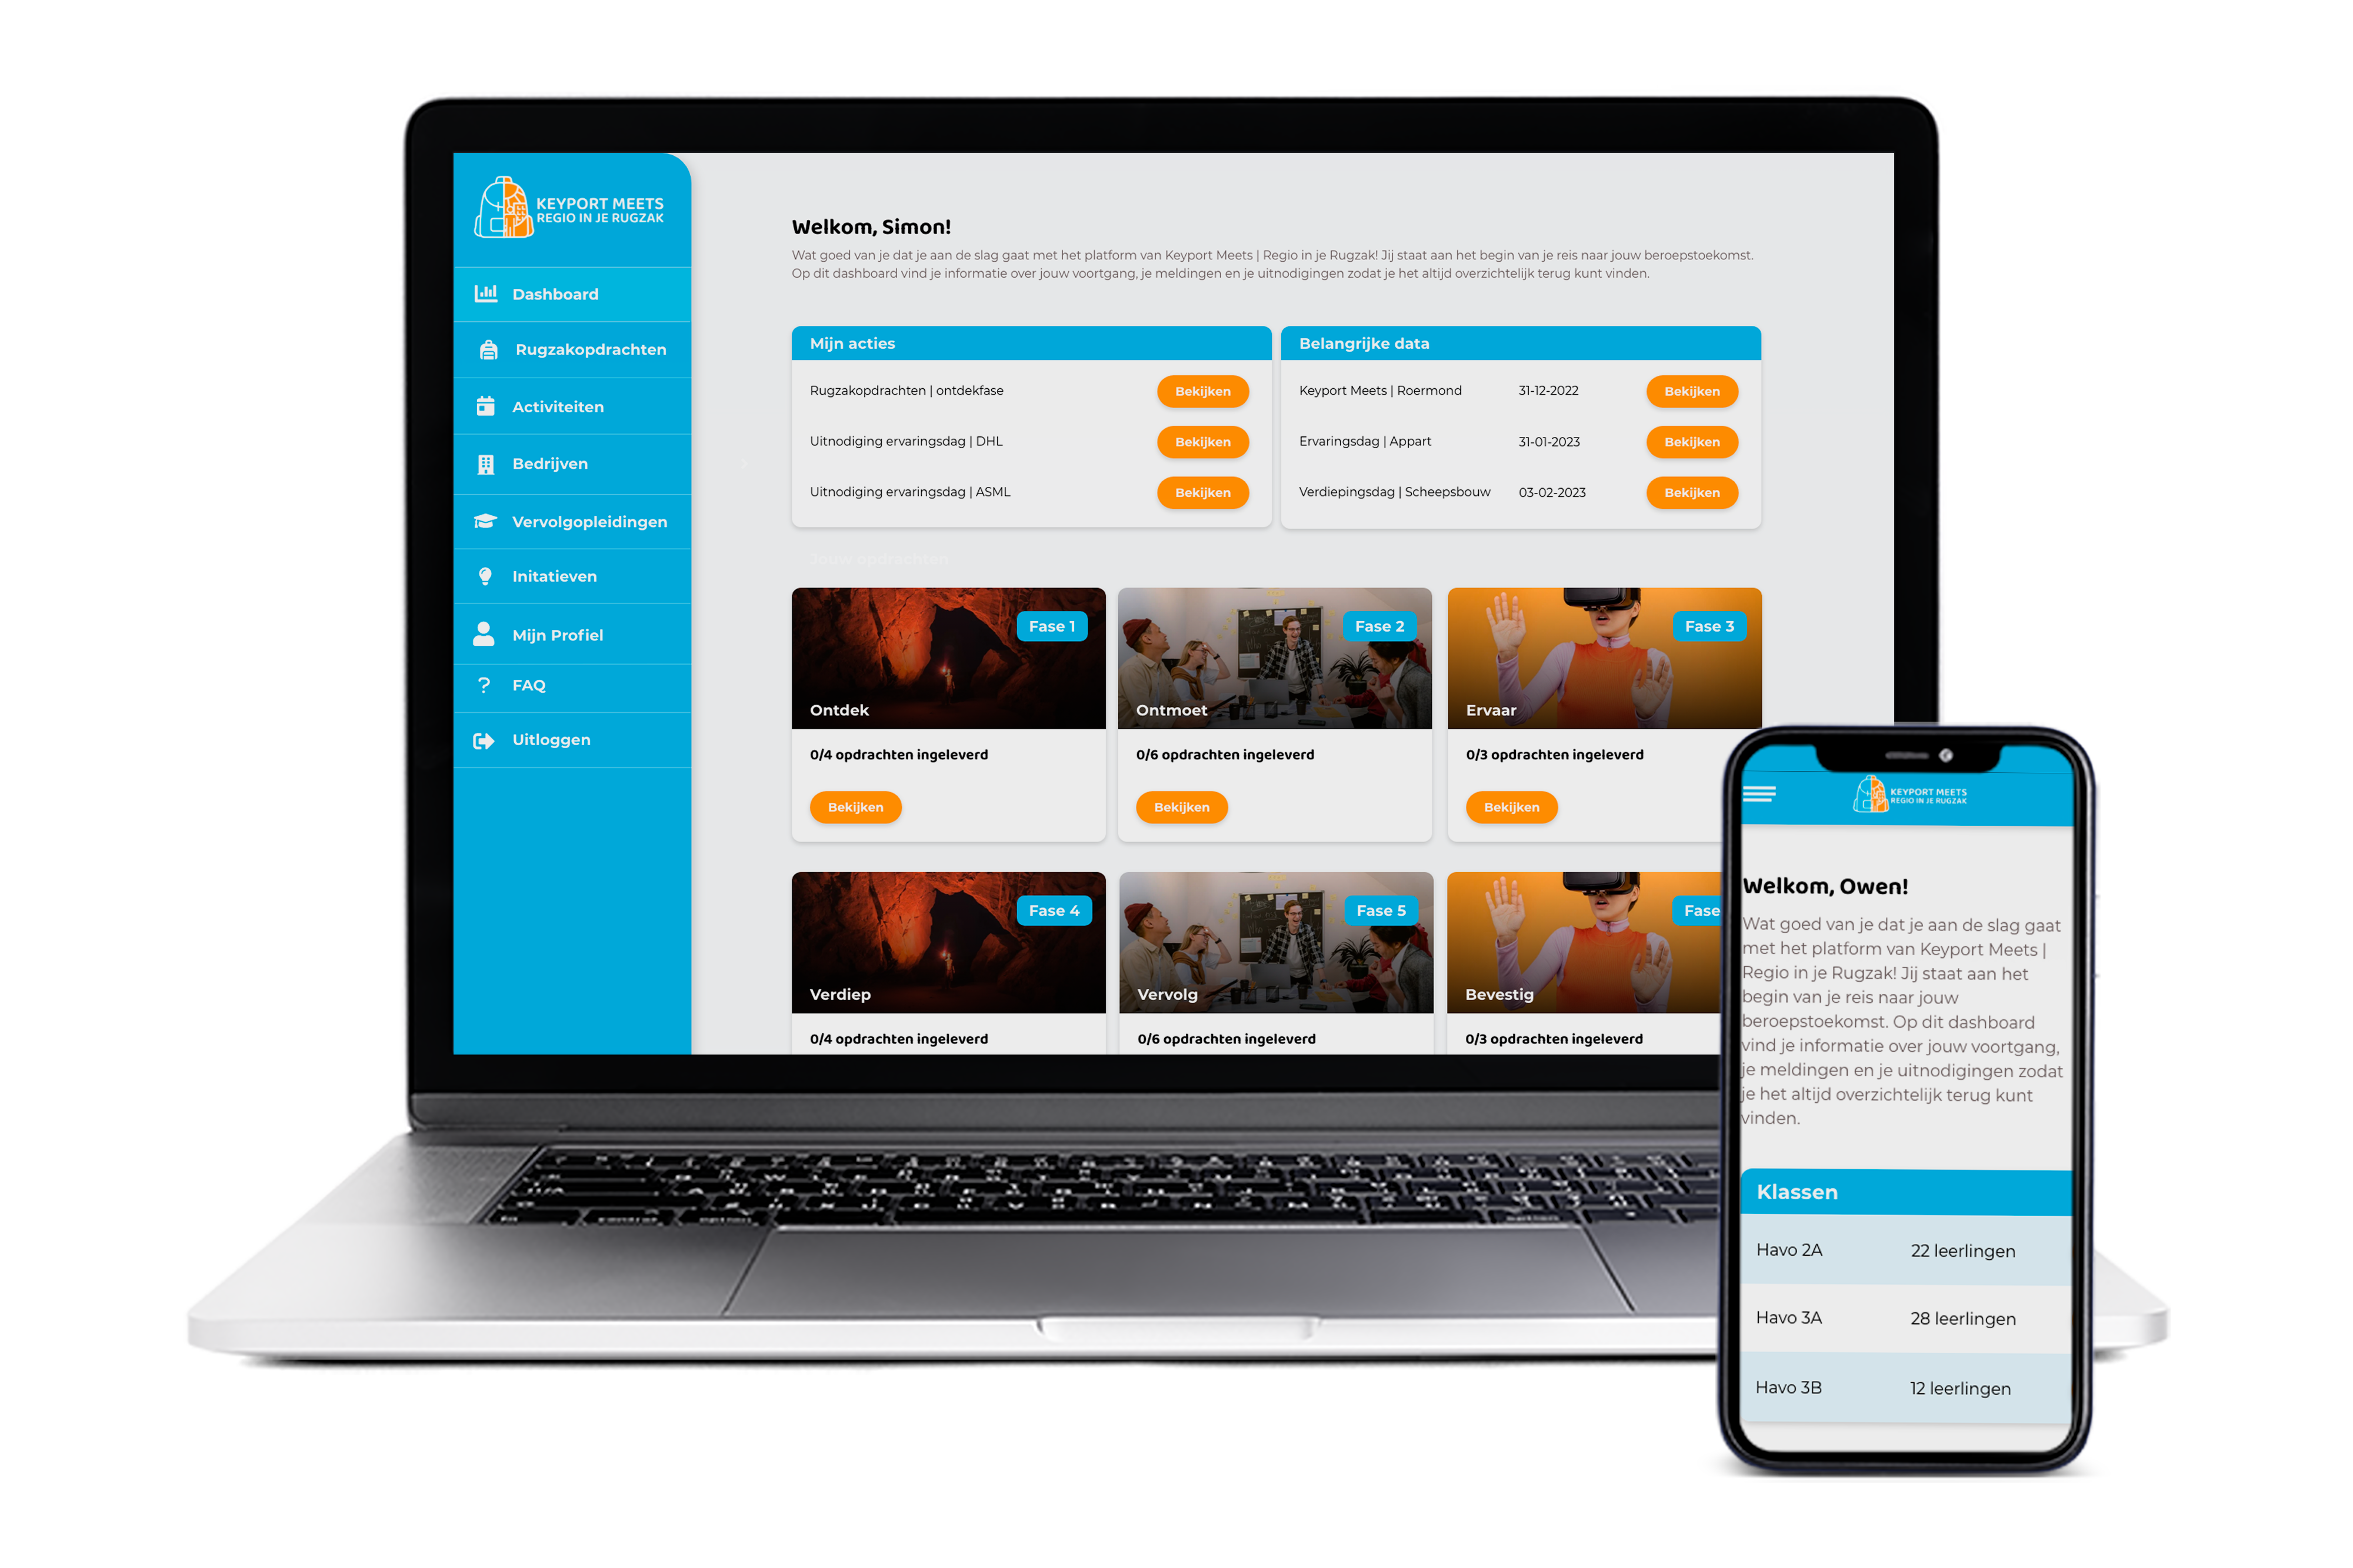 KEYPORT MEETS
REGIO IN JE RUGZAK
Dashboard
Rugzakopdrachten
Activiteiten
Bedrijven
Vervolgopleidingen
Initatieven
Mijn Profiel
FAQ
Uitloggen
Welkom, Simon!
Wat goed van je dat je aan de slag gaat met het platform van Keyport Meets | Regio in je Rugzak! Jij staat aan het begin van je reis naar jouw beroepstoekomst.
Op dit dashboard vind je informatie over jouw voortgang, je meldingen en je uitnodigingen zodat je het altijd overzichtelijk terug kunt vinden.
Mijn acties
Rugzakopdrachten | ontdekfase Bekijken
Uitnodiging ervaringsdag | DHL Bekijken
Uitnodiging ervaringsdag | ASML Bekijken
Belangrijke data
Keyport Meets | Roermond 31-12-2022 Bekijken
Ervaringsdag | Appart 31-01-2023 Bekijken
Verdiepingsdag | Scheepsbouw 03-02-2023 Bekijken
Jouw opdrachten
Fase 1
Ontdek
0/4 opdrachten ingeleverd
Bekijken
Fase 2
Ontmoet
0/6 opdrachten ingeleverd
Bekijken
Fase 3
Ervaar
0/3 opdrachten ingeleverd
Bekijken
Fase 4
Verdiep
0/4 opdrachten ingeleverd
Fase 5
Vervolg
0/6 opdrachten ingeleverd
Fase
Bevestig
0/3 opdrachten ingeleverd
KEYPORT MEETS
REGIO IN JE RUGZAK
Welkom, Owen!
Wat goed van je dat je aan de slag gaat
met het platform van Keyport Meets |
Regio in je Rugzak! Jij staat aan het
begin van je reis naar jouw
beroepstoekomst. Op dit dashboard
vind je informatie over jouw voortgang,
je meldingen en je uitnodigingen zodat
je het altijd overzichtelijk terug kunt
vinden.
Klassen
Havo 2A 22 leerlingen
Havo 3A 28 leerlingen
Havo 3B 12 leerlingen